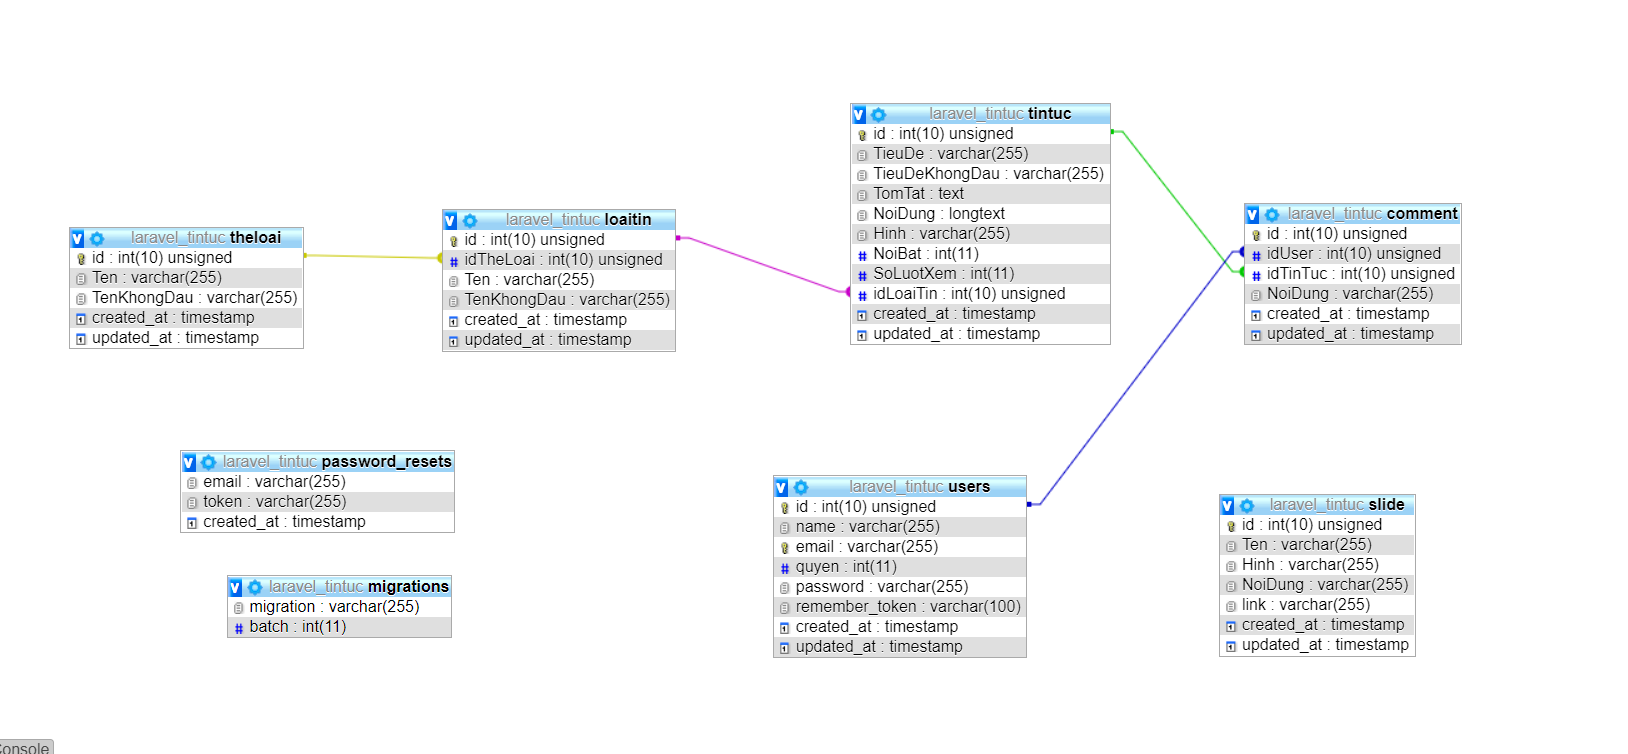 laravel_tintuc theloai
id : int(10) unsigned
Ten : varchar(255)
TenKhongDau : varchar(255)
created_at : timestamp
updated_at : timestamp
laravel_tintuc loaitin
id : int(10) unsigned
idTheLoai : int(10) unsigned
Ten : varchar(255)
TenKhongDau : varchar(255)
created_at : timestamp
updated_at : timestamp
laravel_tintuc tintuc
id : int(10) unsigned
TieuDe : varchar(255)
TieuDeKhongDau : varchar(255)
TomTat : text
NoiDung : longtext
Hinh : varchar(255)
NoiBat : int(11)
SoLuotXem : int(11)
idLoaiTin : int(10) unsigned
created_at : timestamp
updated_at : timestamp
laravel_tintuc comment
id : int(10) unsigned
idUser : int(10) unsigned
idTinTuc : int(10) unsigned
NoiDung : varchar(255)
created_at : timestamp
updated_at : timestamp
laravel_tintuc password_resets
email : varchar(255)
token : varchar(255)
created_at : timestamp
laravel_tintuc migrations
migration : varchar(255)
batch : int(11)
laravel_tintuc users
id : int(10) unsigned
name : varchar(255)
email : varchar(255)
quyen : int(11)
password : varchar(255)
remember_token : varchar(100)
created_at : timestamp
updated_at : timestamp
laravel_tintuc slide
id : int(10) unsigned
Ten : varchar(255)
Hinh : varchar(255)
NoiDung : varchar(255)
link : varchar(255)
created_at : timestamp
updated_at : timestamp
Console